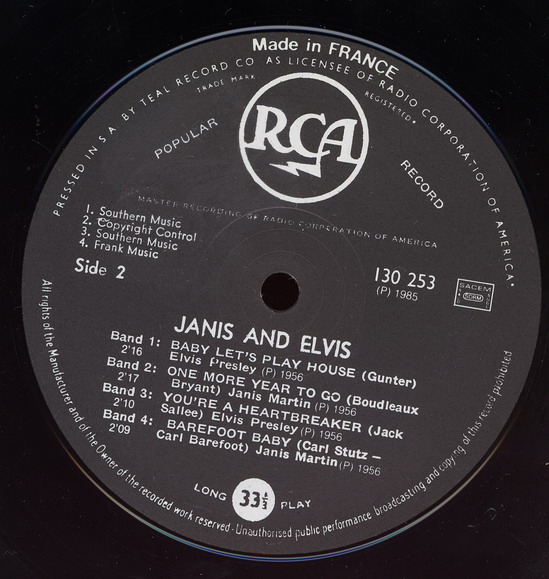 Made in FRANCE
PRESSED IN S.A. BY TEAL RECORD CO AS LICENSEE OF RADIO CORPORATION OF AMERICA.
TRADE MARK
REGISTERED.
RCA
POPULAR
RECORD
MASTER RECORDING OF RADIO CORPORATION OF AMERICA
1. Southern Music
2. Copyright Control
3. Southern Music
4. Frank Music
Side 2
130 253
(P) 1985
SACEM
SDRM
JANIS AND ELVIS
Band 1: BABY LET'S PLAY HOUSE (Gunter)
2'16 Elvis Presley (P) 1956
Band 2: ONE MORE YEAR TO GO (Boudleaux
2'17 Bryant) Janis Martin (P) 1956
Band 3: YOU'RE A HEARTBREAKER (Jack
2'10 Sallee) Elvis Presley (P) 1956
Band 4: BAREFOOT BABY (Carl Stutz –
2'09 Carl Barefoot) Janis Martin (P) 1956
LONG 33⅓ PLAY
All rights of the Manufacturer and of the Owner of the recorded work reserved - Unauthorised public performance broadcasting and copying of this record prohibited